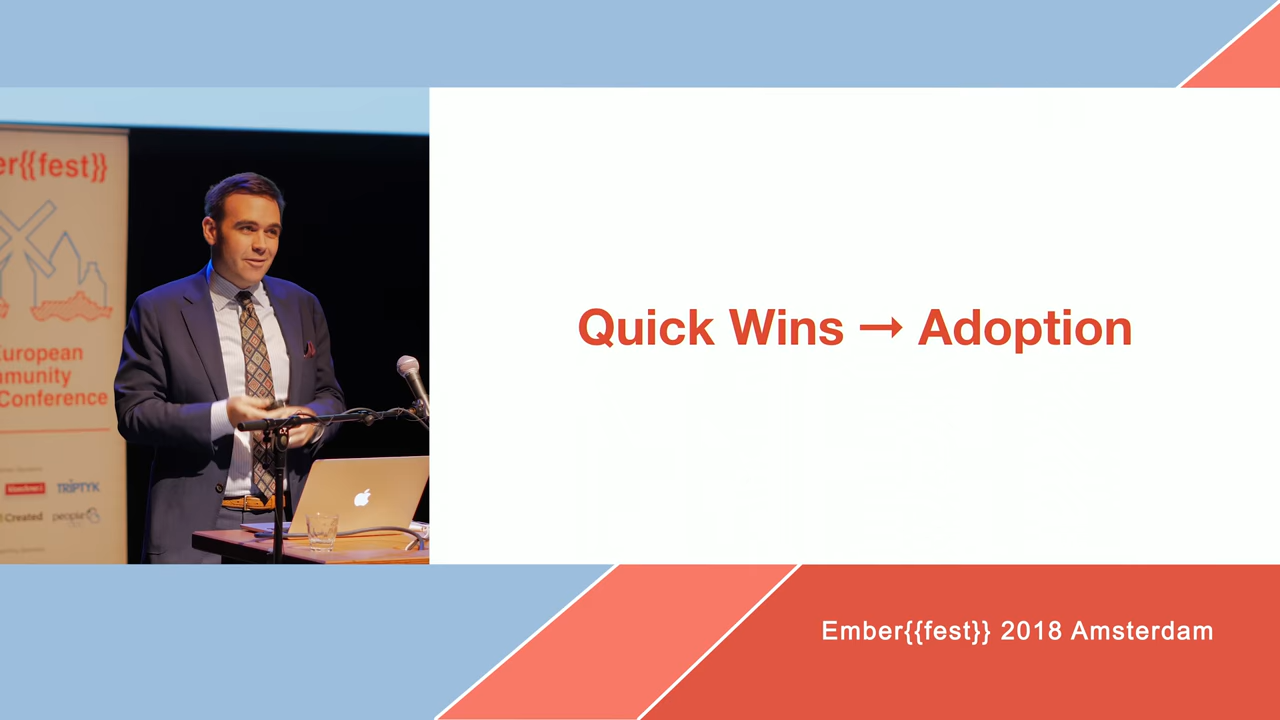 er{{fest}}
European
mmunity
Conference
TRIPTYK
Created
people
Quick Wins → Adoption
Ember{{fest}} 2018 Amsterdam